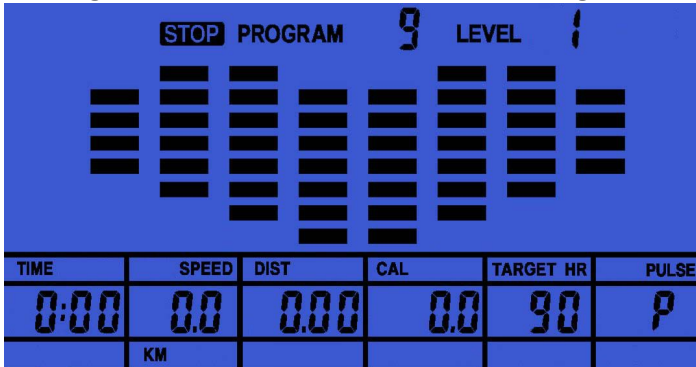 STOP PROGRAM 9 LEVEL 1
TIME SPEED DIST CAL TARGET HR PULSE
0:00 0.0 0.00 0.0 90 P
KM